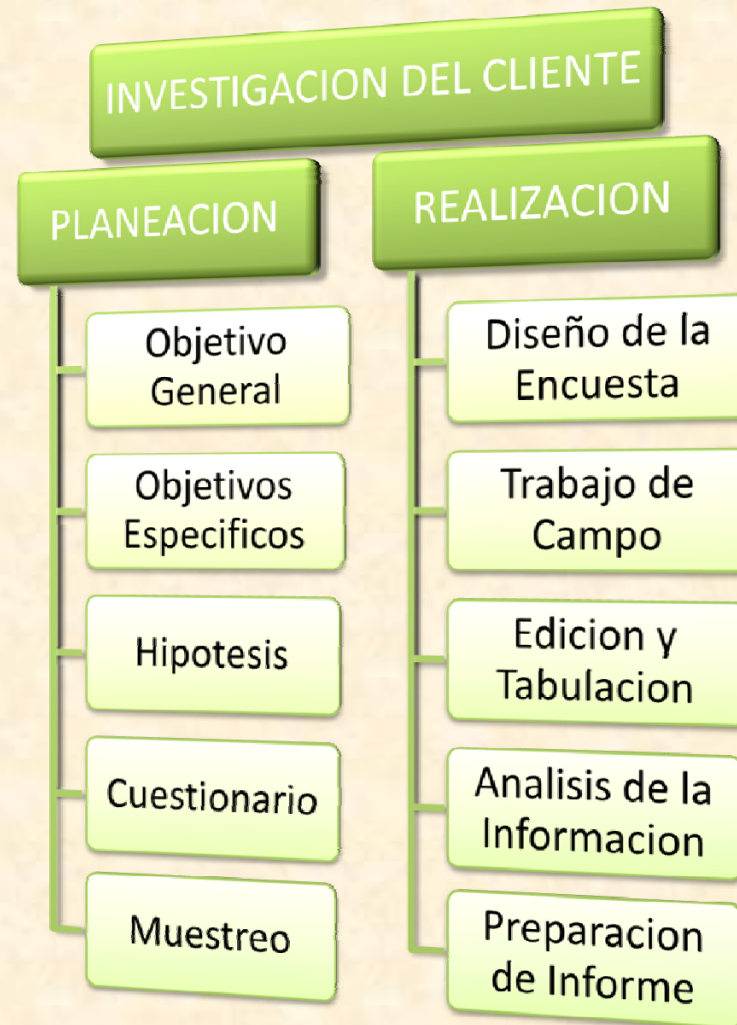 INVESTIGACION DEL CLIENTE
PLANEACION
Objetivo
General
Objetivos
Especificos
Hipotesis
Cuestionario
Muestreo
REALIZACION
Diseño de la
Encuesta
Trabajo de
Campo
Edicion y
Tabulacion
Analisis de la
Informacion
Preparacion
de Informe